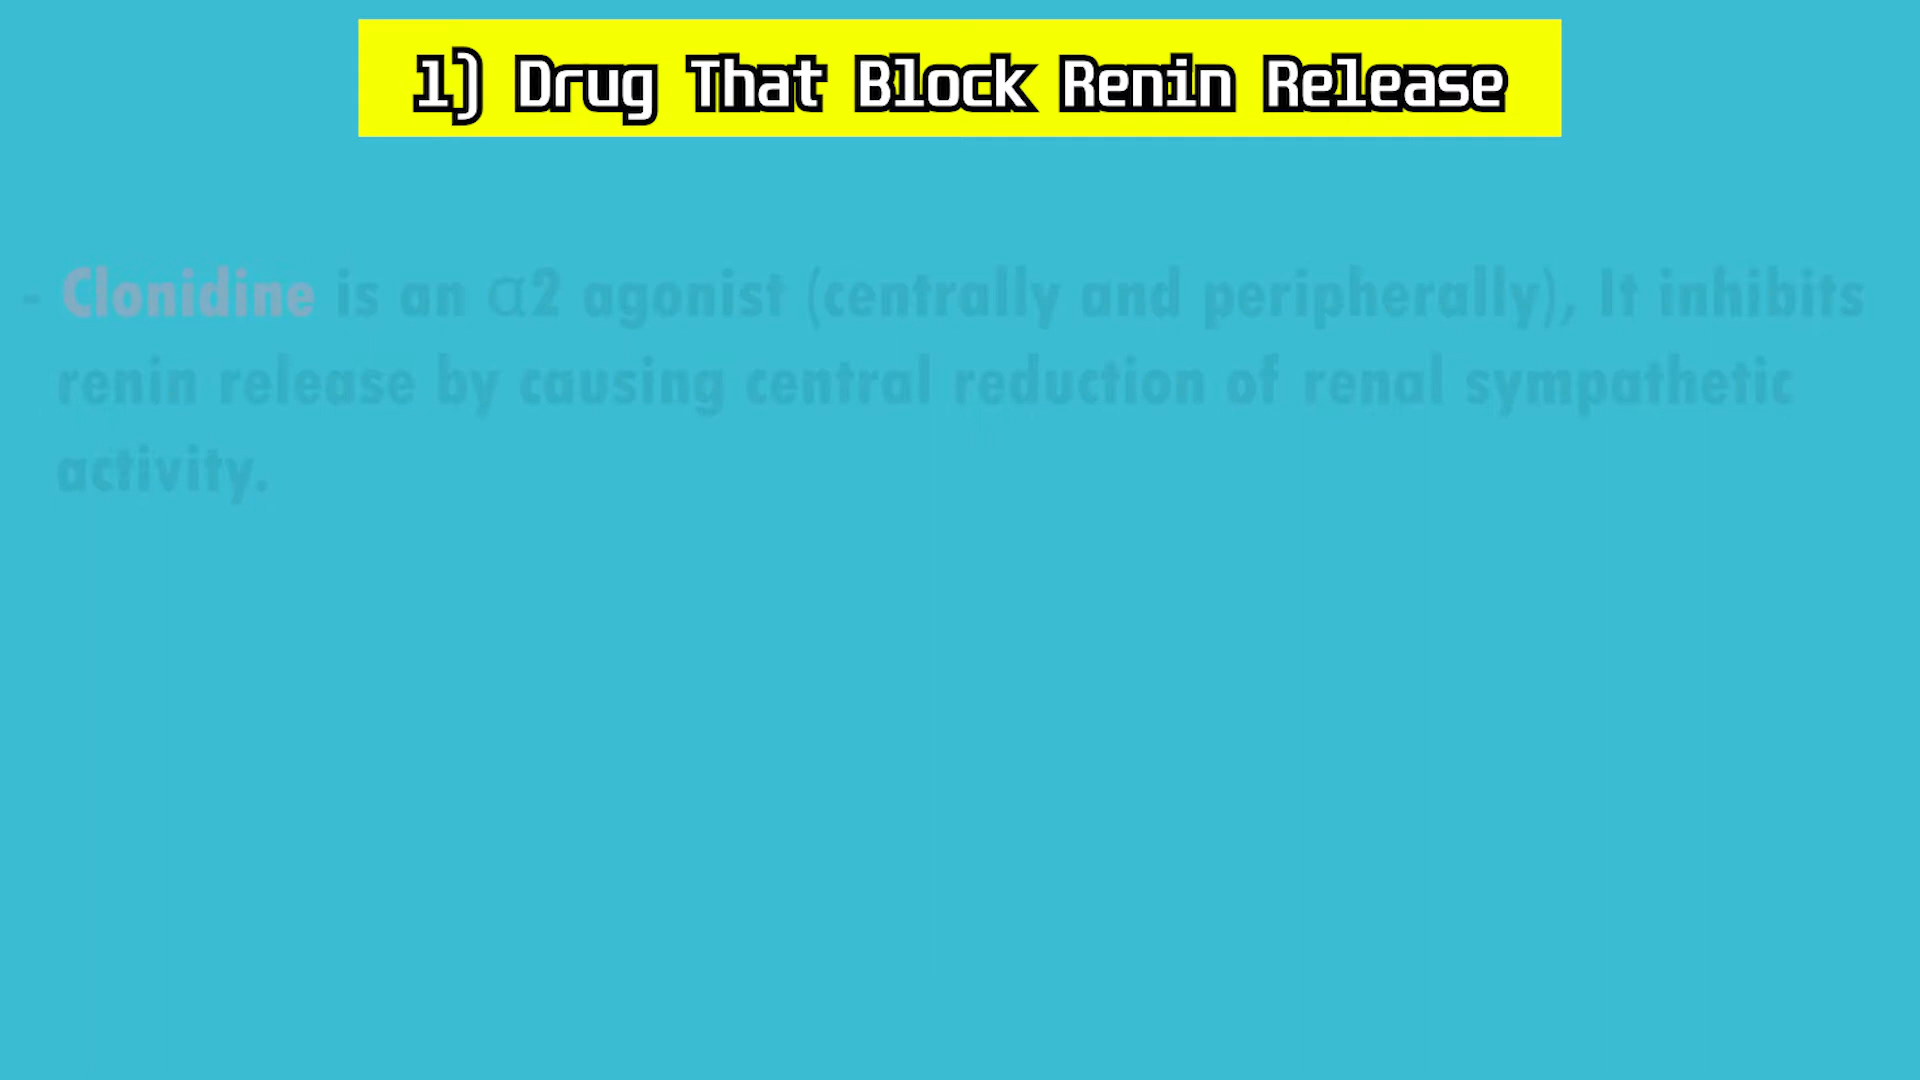 1) Drug That Block Renin Release
- Clonidine is an α2 agonist (centrally and peripherally), It inhibits
renin release by causing central reduction of renal sympathetic
activity.